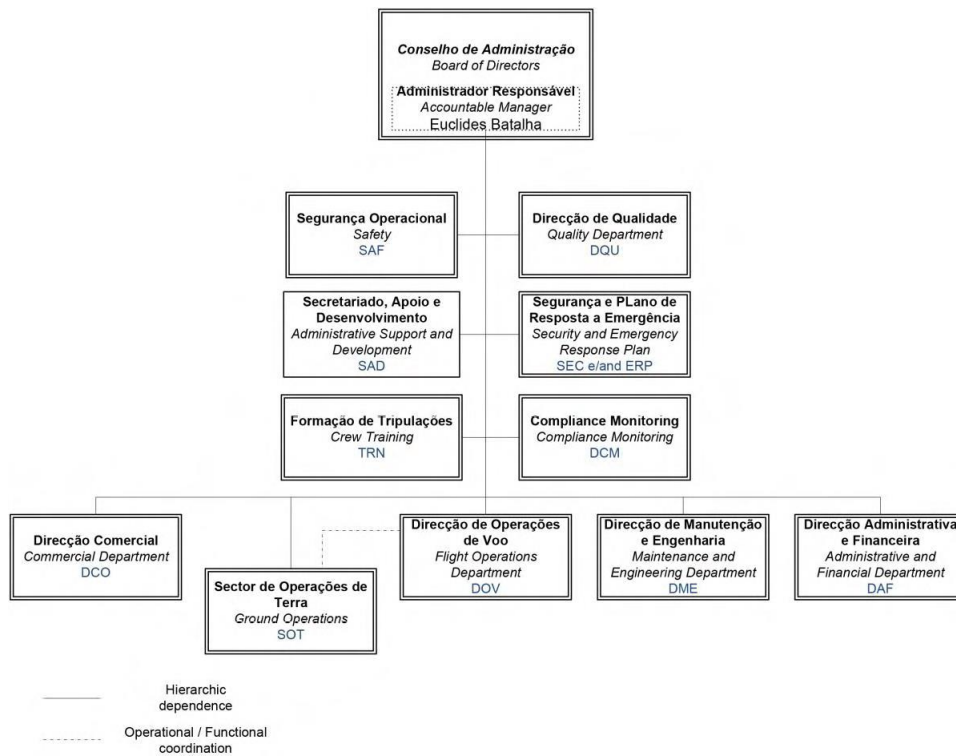 Conselho de Administração
Board of Directors
Administrador Responsável
Accountable Manager
Euclides Batalha
Segurança Operacional
Safety
SAF
Direcção de Qualidade
Quality Department
DQU
Secretariado, Apoio e
Desenvolvimento
Administrative Support and
Development
SAD
Segurança e PLano de
Resposta a Emergência
Security and Emergency
Response Plan
SEC e/and ERP
Formação de Tripulações
Crew Training
TRN
Compliance Monitoring
Compliance Monitoring
DCM
Direcção Comercial
Commercial Department
DCO
Sector de Operações de
Terra
Ground Operations
SOT
Direcção de Operações
de Voo
Flight Operations
Department
DOV
Direcção de Manutenção
e Engenharia
Maintenance and
Engineering Department
DME
Direcção Administrativa
e Financeira
Administrative and
Financial Department
DAF
Hierarchic
dependence
Operational / Functional
coordination